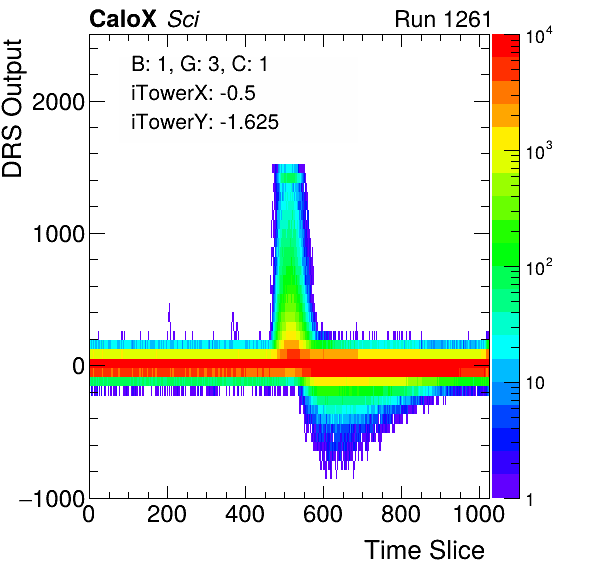 CaloX Sci Run 1261
B: 1, G: 3, C: 1
iTowerX: -0.5
iTowerY: -1.625
DRS Output
2000
1000
0
−1000
0 200 400 600 800 1000
Time Slice
10^4
10^3
10^2
10
1